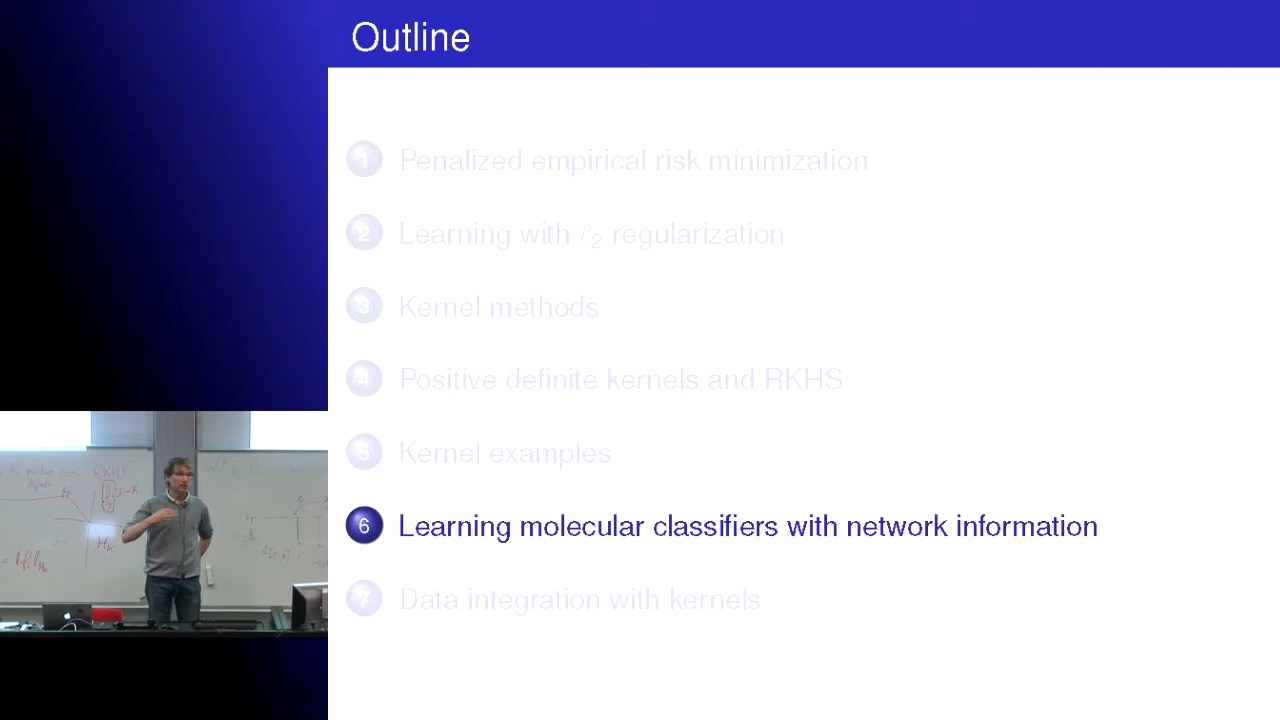 Outline
1 Penalized empirical risk minimization
2 Learning with ℓ2 regularization
3 Kernel methods
4 Positive definite kernels and RKHS
5 Kernel examples
6 Learning molecular classifiers with network information
7 Data integration with kernels
RKHS